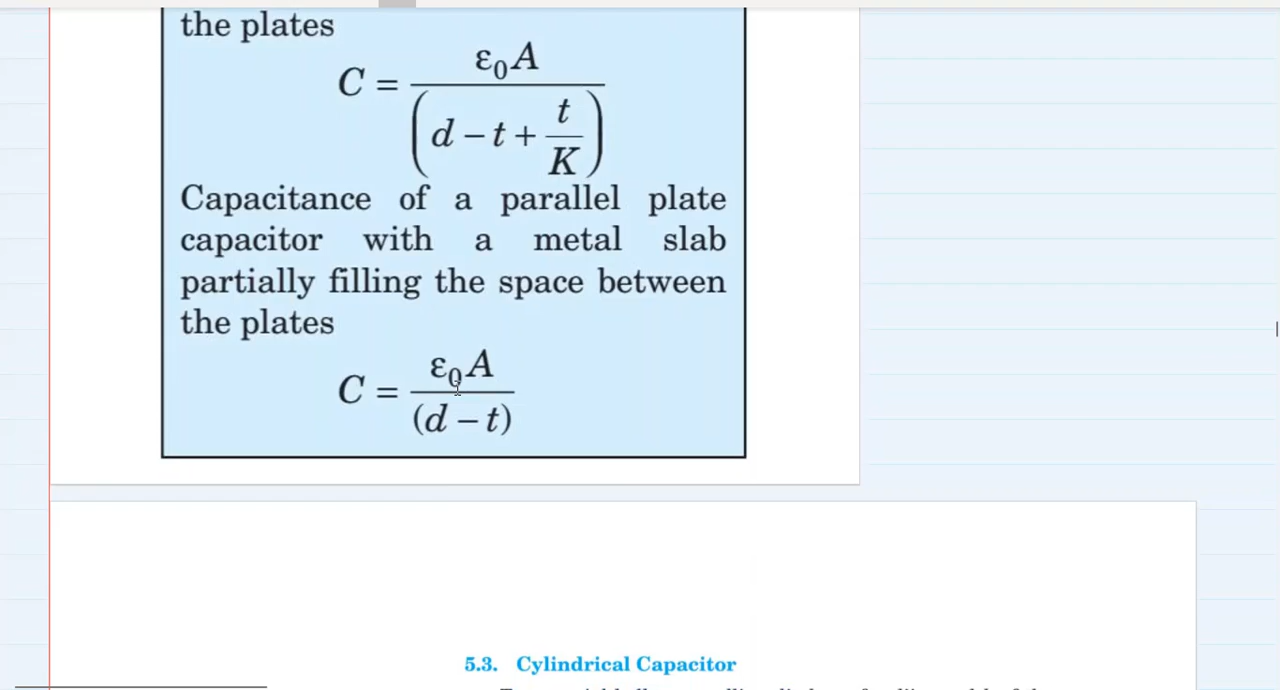 the plates
C = ε₀A / (d – t + t/K)
Capacitance of a parallel plate
capacitor with a metal slab
partially filling the space between
the plates
C = ε₀A / (d – t)
5.3. Cylindrical Capacitor